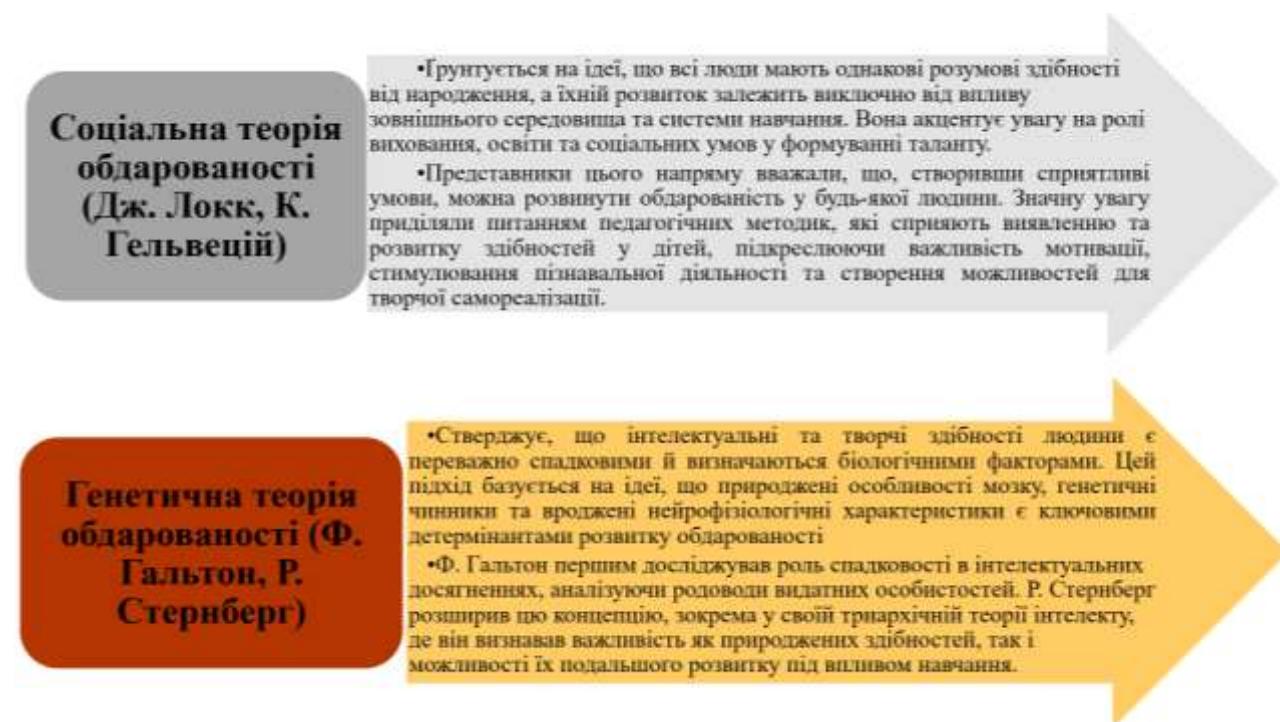 Соціальна теорія
обдарованості
(Дж. Локк, К.
Гельвецій)
•Ґрунтується на ідеї, що всі люди мають однакові розумові здібності
від народження, а їхній розвиток залежить виключно від впливу
зовнішнього середовища та системи навчання. Вона акцентує увагу на ролі
виховання, освіти та соціальних умов у формуванні таланту.
•Представники цього напряму вважали, що, створивши сприятливі
умови, можна розвинути обдарованість у будь-якої людини. Значну увагу
приділяли питанням педагогічних методик, які сприяють виявленню та
розвитку здібностей у дітей, підкреслюючи важливість мотивації,
стимулювання пізнавальної діяльності та створення можливостей для
творчої самореалізації.
Генетична теорія
обдарованості (Ф.
Гальтон, Р.
Стернберг)
•Стверджує, що інтелектуальні та творчі здібності людини є
переважно спадковими й визначаються біологічними факторами. Цей
підхід базується на ідеї, що природжені особливості мозку, генетичні
чинники та вроджені нейрофізіологічні характеристики є ключовими
детермінантами розвитку обдарованості
•Ф. Гальтон першим досліджував роль спадковості в інтелектуальних
досягненнях, аналізуючи родоводи видатних особистостей. Р. Стернберг
розширив цю концепцію, зокрема у своїй триархічній теорії інтелекту,
де він визнавав важливість як природжених здібностей, так і
можливості їх подальшого розвитку під впливом навчання.